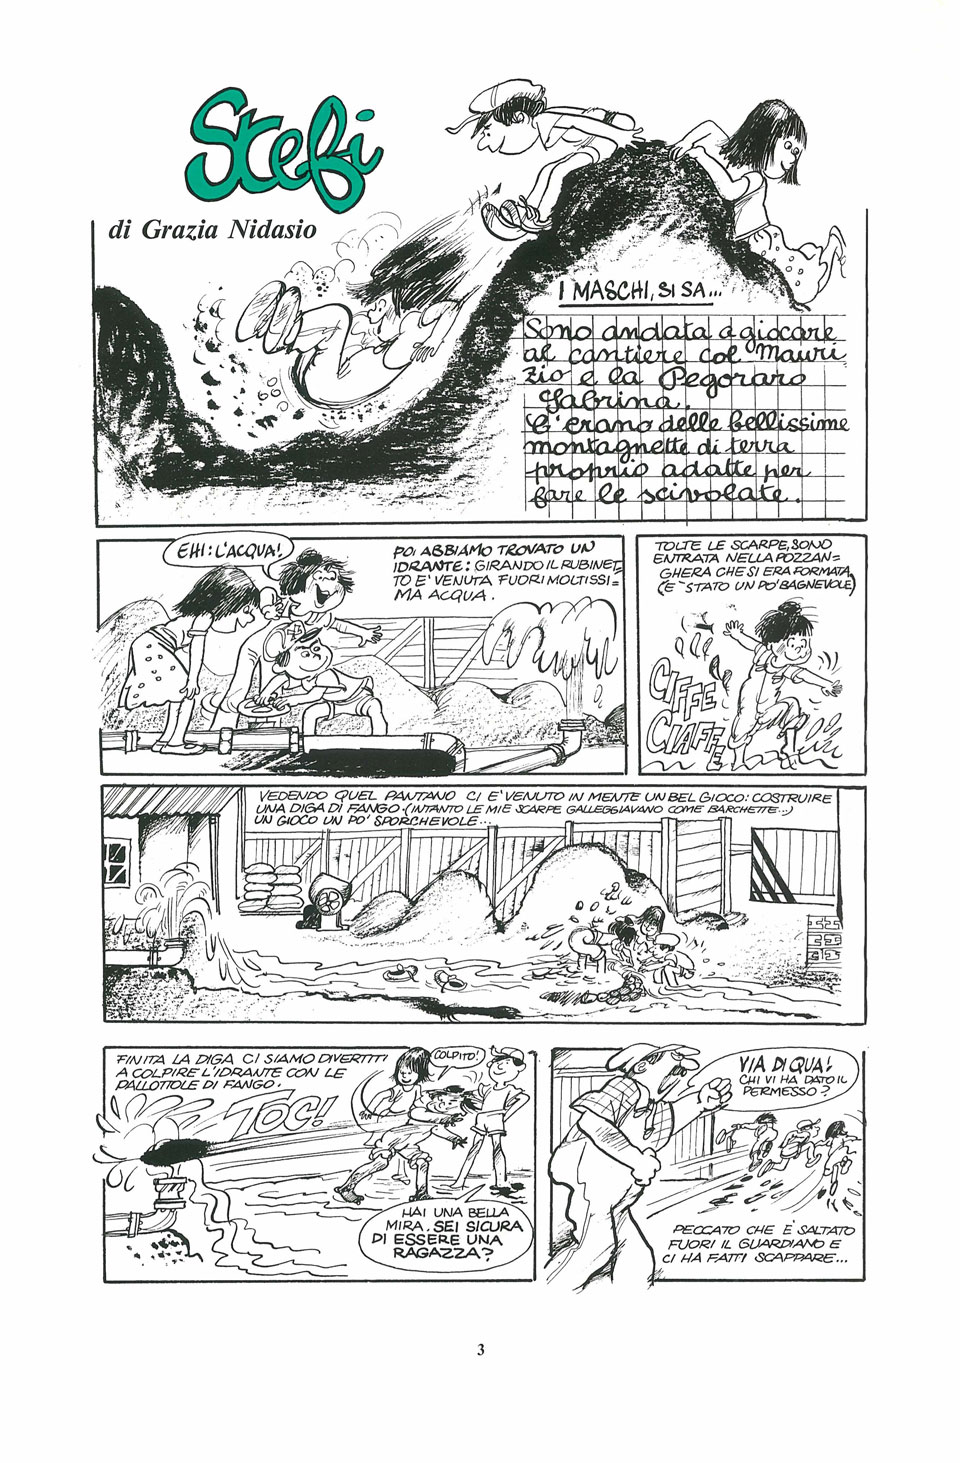 Stefi
di Grazia Nidasio
I MASCHI, SI SA...
Sono andata a giocare
al cantiere col Mauri
zio e la Pegoraro
Sabrina.
C'erano delle bellissime
montagnette di terra
proprio adatte per
fare le scivolate.
EHI: L'ACQUA!
POI ABBIAMO TROVATO UN
IDRANTE: GIRANDO IL RUBINET
TO E' VENUTA FUORI MOLTISSI=
MA ACQUA.
TOLTE LE SCARPE, SONO
ENTRATA NELLA POZZAN=
GHERA CHE SI ERA FORMATA
(E' STATO UN PO' BAGNEVOLE)
CIFFE
CIAFFE
VEDENDO QUEL PANTANO CI E' VENUTO IN MENTE UN BEL GIOCO: COSTRUIRE
UNA DIGA DI FANGO. (INTANTO LE MIE SCARPE GALLEGGIAVANO COME BARCHETTE...)
UN GIOCO UN PO' SPORCHEVOLE...
FINITA LA DIGA CI SIAMO DIVERTITI
A COLPIRE L'IDRANTE CON LE
PALLOTTOLE DI FANGO.
TOC!
COLPITO!
HAI UNA BELLA
MIRA. SEI SICURA
DI ESSERE UNA
RAGAZZA?
VIA DI QUA!
CHI VI HA DATO IL
PERMESSO?
PECCATO CHE E' SALTATO
FUORI IL GUARDIANO E
CI HA FATTI SCAPPARE...
3